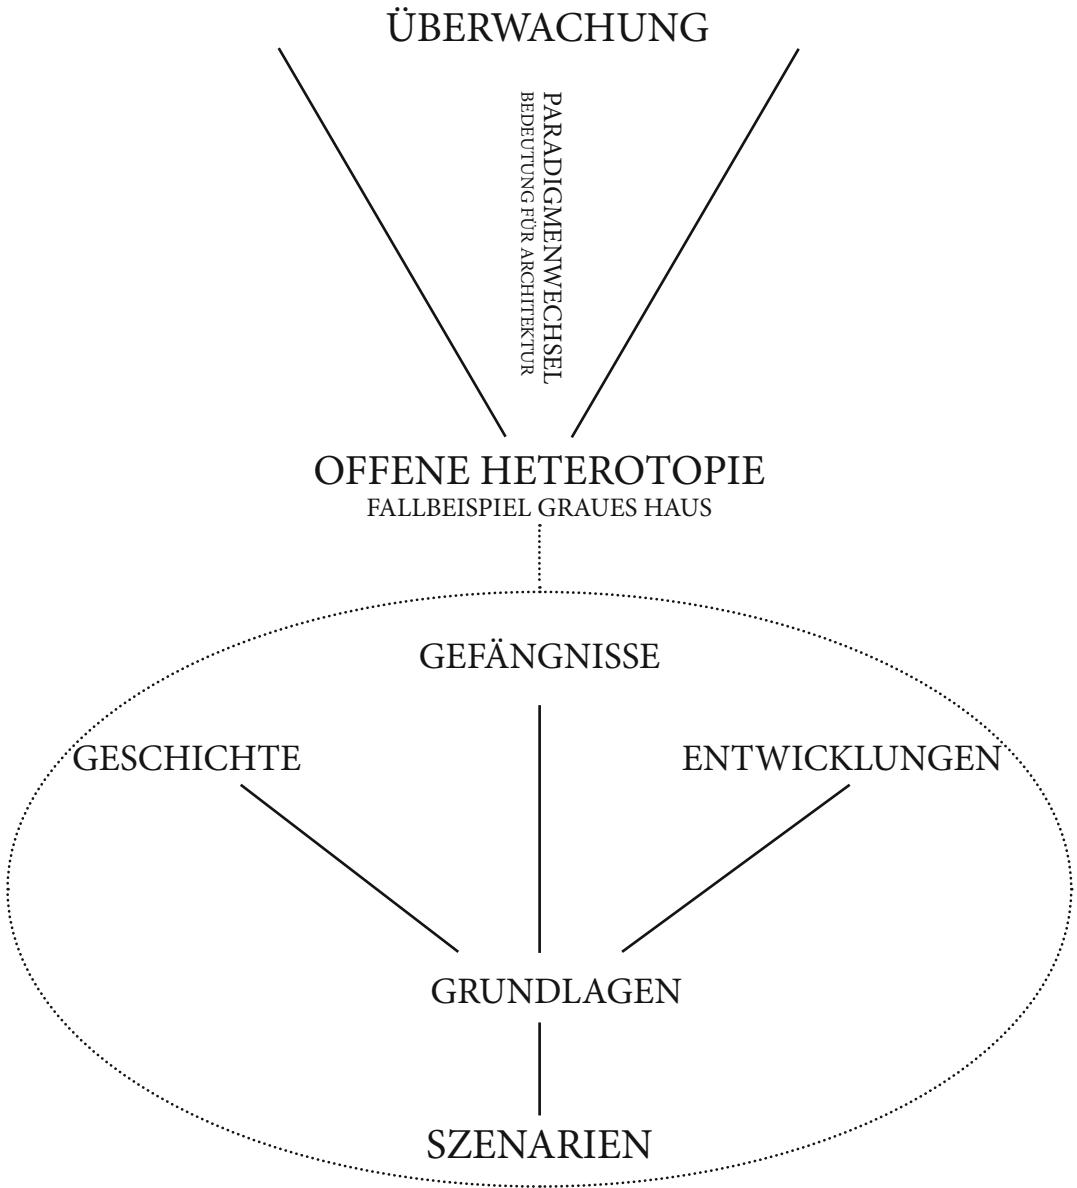 ÜBERWACHUNG
PARADIGMENWECHSEL
BEDEUTUNG FÜR ARCHITEKTUR
OFFENE HETEROTOPIE
FALLBEISPIEL GRAUES HAUS
GEFÄNGNISSE
GESCHICHTE
ENTWICKLUNGEN
GRUNDLAGEN
SZENARIEN